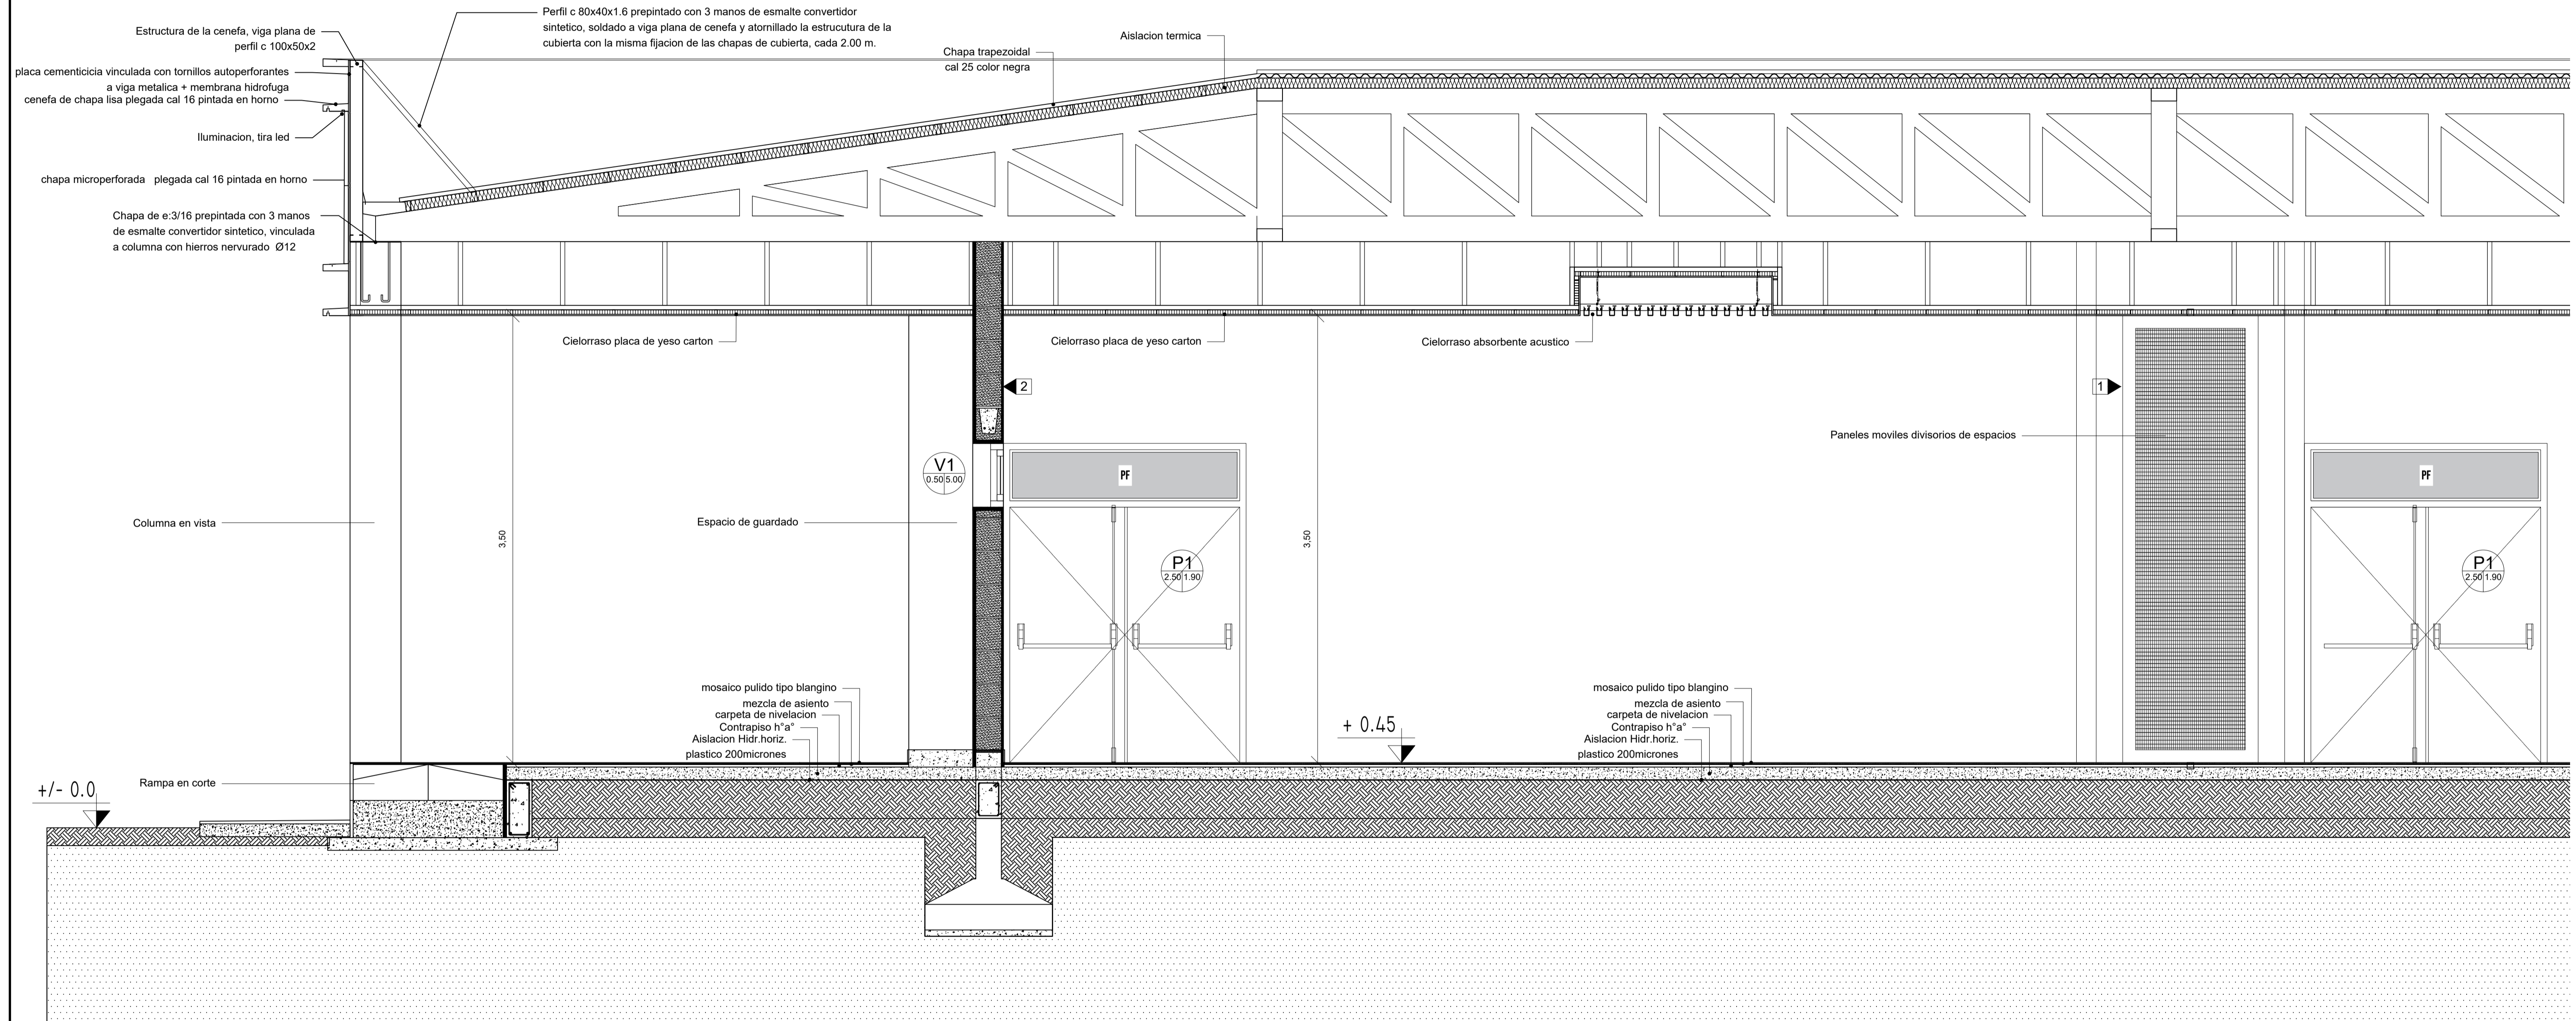 Perfil c 80x40x1.6 prepintado con 3 manos de esmalte convertidor
sintetico, soldado a viga plana de cenefa y atornillado la estrucutura de la
cubierta con la misma fijacion de las chapas de cubierta, cada 2.00 m.
Estructura de la cenefa, viga plana de
perfil c 100x50x2
Aislacion termica
Chapa trapezoidal
cal 25 color negra
placa cementicicia vinculada con tornillos autoperforantes
a viga metalica + membrana hidrofuga
cenefa de chapa lisa plegada cal 16 pintada en horno
Iluminacion, tira led
chapa microperforada plegada cal 16 pintada en horno
Chapa de e:3/16 prepintada con 3 manos
de esmalte convertidor sintetico, vinculada
a columna con hierros nervurado Ø12
Cielorraso placa de yeso carton
Cielorraso placa de yeso carton
Cielorraso absorbente acustico
2
1
Paneles moviles divisorios de espacios
V1
0.50 5.00
PF
PF
Columna en vista
Espacio de guardado
3,50
3,50
P1
2.50 1.90
P1
2.50 1.90
mosaico pulido tipo blangino
mezcla de asiento
carpeta de nivelacion
Contrapiso h°a°
Aislacion Hidr.horiz.
plastico 200micrones
+ 0.45
mosaico pulido tipo blangino
mezcla de asiento
carpeta de nivelacion
Contrapiso h°a°
Aislacion Hidr.horiz.
plastico 200micrones
Rampa en corte
+/- 0.0